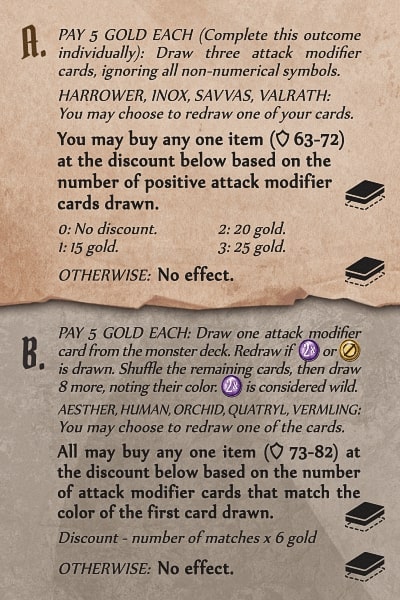 A. PAY 5 GOLD EACH (Complete this outcome
individually): Draw three attack modifier
cards, ignoring all non-numerical symbols.
HARROWER, INOX, SAVVAS, VALRATH:
You may choose to redraw one of your cards.
You may buy any one item ( 63-72)
at the discount below based on the
number of positive attack modifier
cards drawn.
0: No discount. 2: 20 gold.
1: 15 gold. 3: 25 gold.
OTHERWISE: No effect.
B. PAY 5 GOLD EACH: Draw one attack modifier
card from the monster deck. Redraw if 2x or
is drawn. Shuffle the remaining cards, then draw
8 more, noting their color. 2x is considered wild.
AESTHER, HUMAN, ORCHID, QUATRYL, VERMLING:
You may choose to redraw one of the cards.
All may buy any one item ( 73-82) at
the discount below based on the number
of attack modifier cards that match the
color of the first card drawn.
Discount - number of matches x 6 gold
OTHERWISE: No effect.